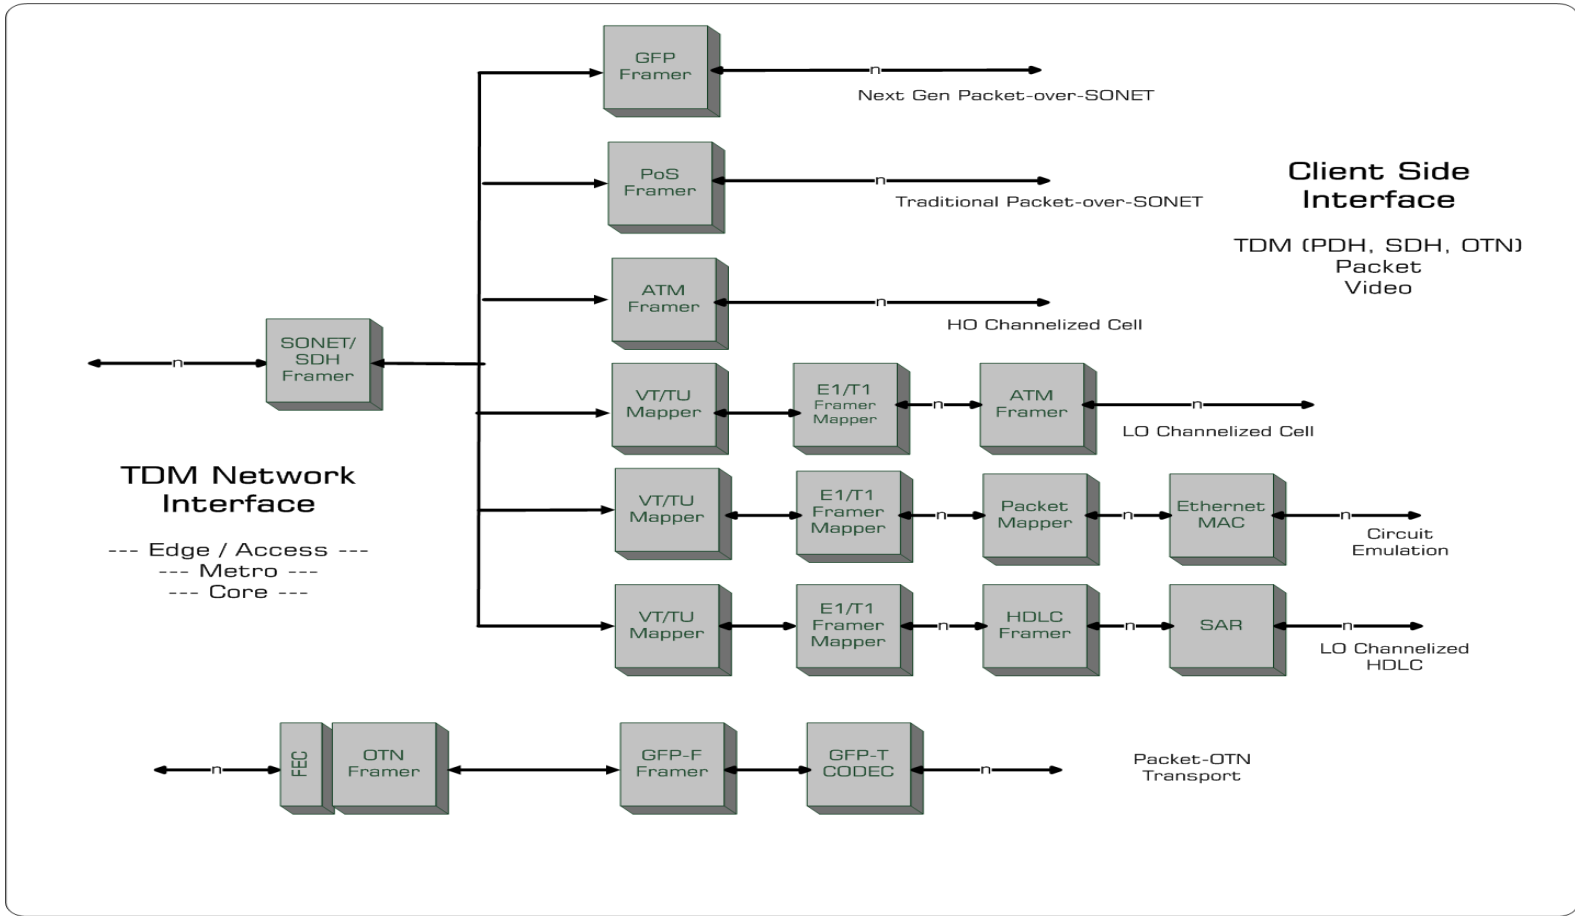 GFP
Framer
n
Next Gen Packet-over-SONET
PoS
Framer
n
Traditional Packet-over-SONET
Client Side
Interface
TDM (PDH, SDH, OTN)
Packet
Video
ATM
Framer
n
HO Channelized Cell
n
SONET/
SDH
Framer
VT/TU
Mapper
E1/T1
Framer
Mapper
n
ATM
Framer
n
LO Channelized Cell
TDM Network
Interface
--- Edge / Access ---
--- Metro ---
--- Core ---
VT/TU
Mapper
E1/T1
Framer
Mapper
n
Packet
Mapper
n
Ethernet
MAC
n
Circuit
Emulation
VT/TU
Mapper
E1/T1
Framer
Mapper
n
HDLC
Framer
n
SAR
n
LO Channelized
HDLC
n
FEC
OTN
Framer
GFP-F
Framer
GFP-T
CODEC
n
Packet-OTN
Transport